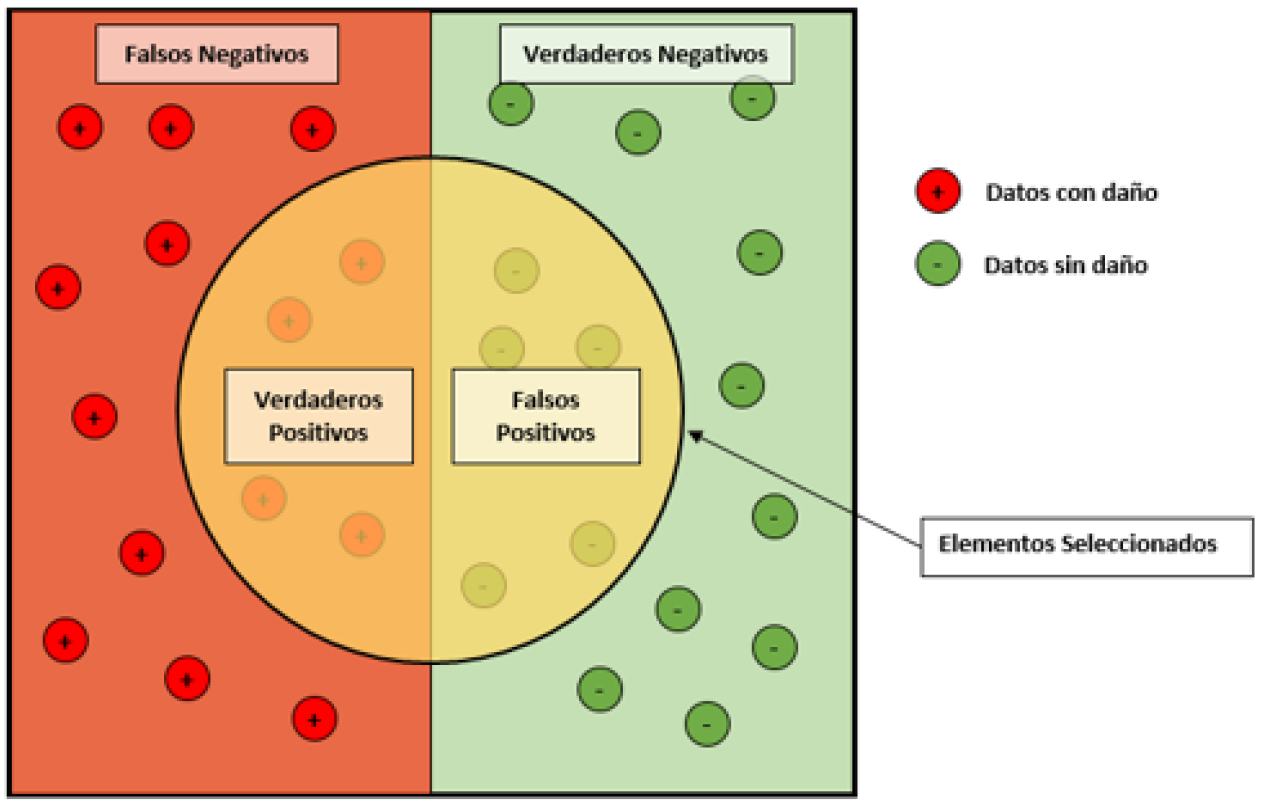 Falsos Negativos
Verdaderos Negativos
Datos con daño
Datos sin daño
Verdaderos
Positivos
Falsos
Positivos
Elementos Seleccionados